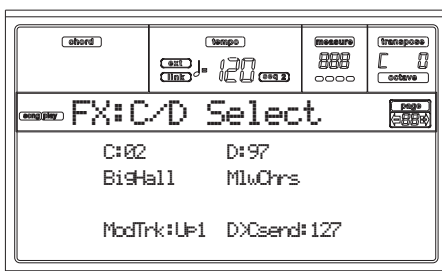 chord tempo measure transpose
ext link ♩= 120 seq 2 888 C 0
octave
song play FX:C/D Select page
C:02 D:97
BigHall MlwChrs
ModTrk:UP1 D>Csend:127